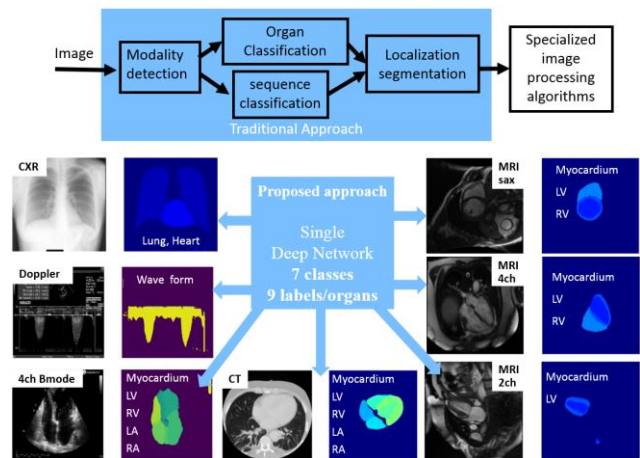 Image
Modality
detection
Organ
Classification
sequence
classification
Localization
segmentation
Specialized
image
processing
algorithms
Traditional Approach
CXR
Lung, Heart
Proposed approach
Single
Deep Network
7 classes
9 labels/organs
MRI
sax
Myocardium
LV
RV
Doppler
Wave form
MRI
4ch
Myocardium
LV
RV
4ch Bmode
Myocardium
LV
RV
LA
RA
CT
Myocardium
LV
RV
LA
RA
MRI
2ch
Myocardium
LV